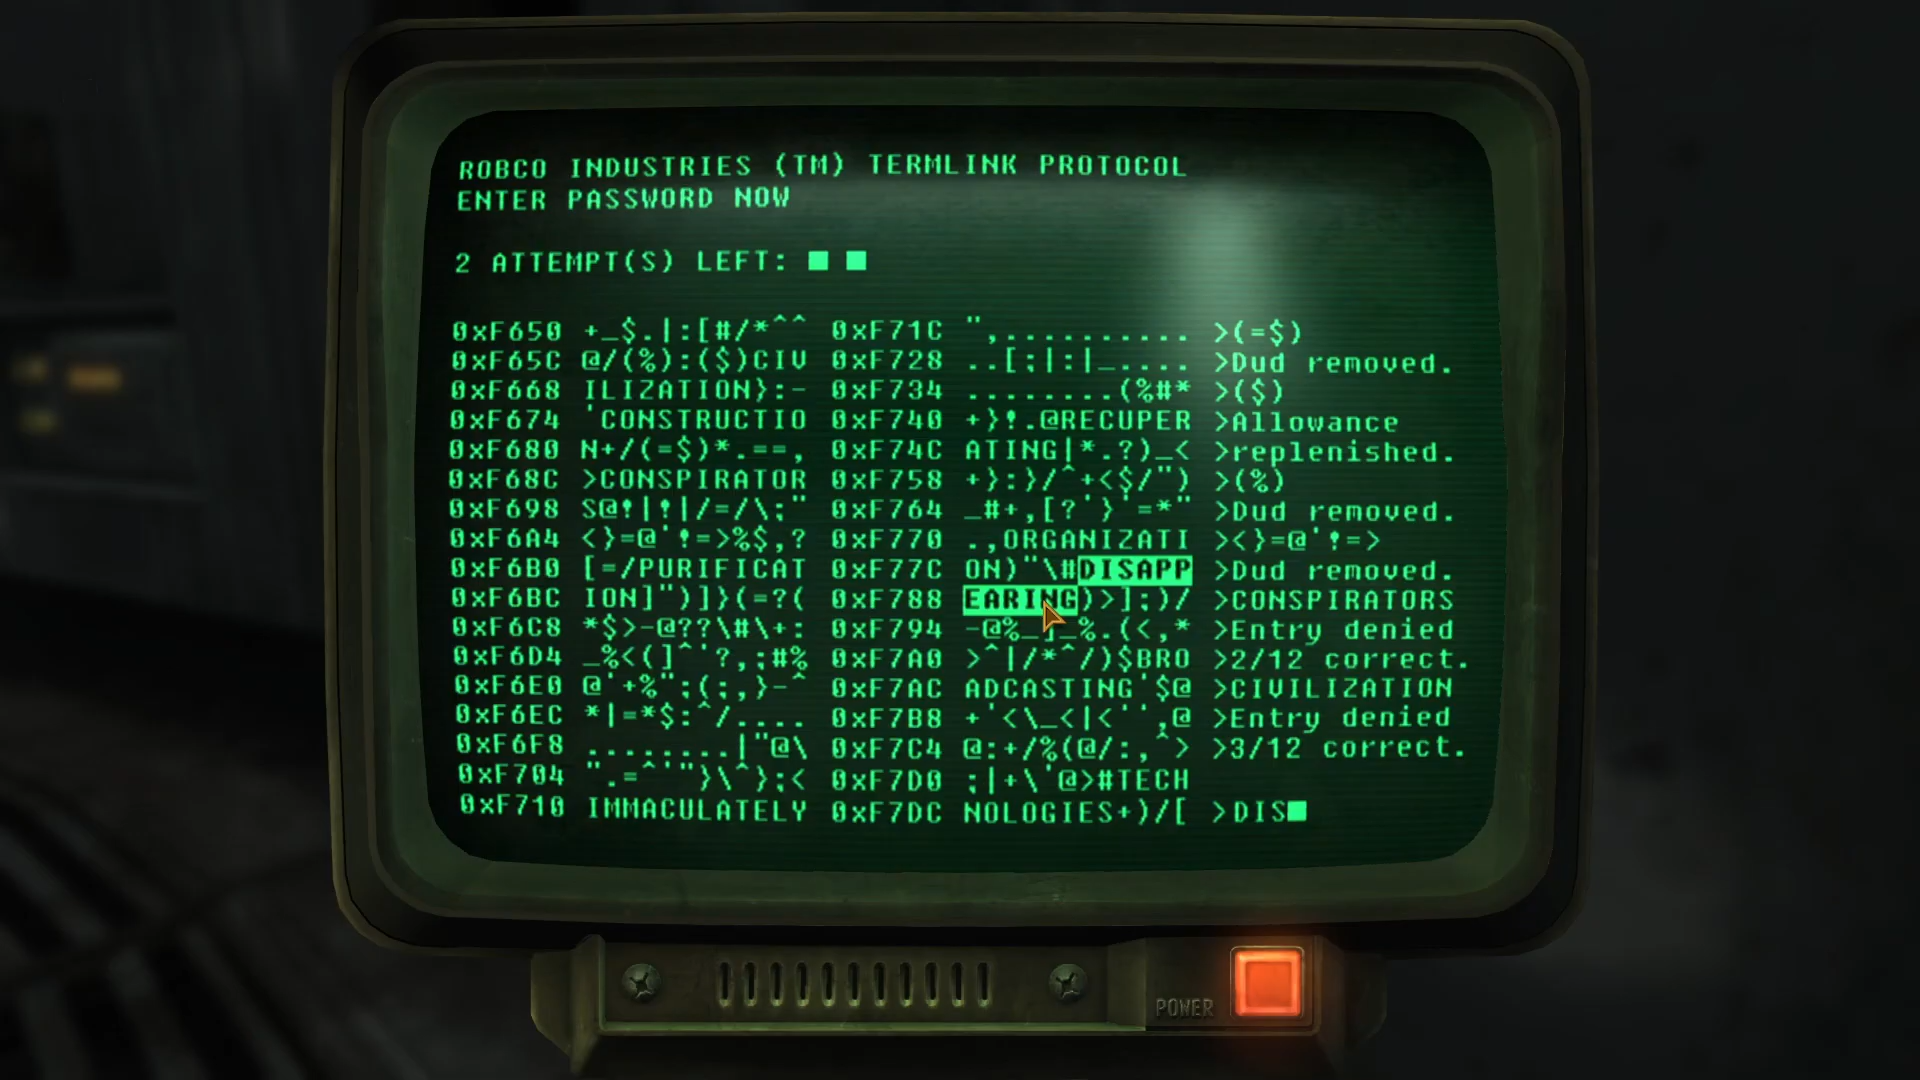 ROBCO INDUSTRIES (TM) TERMLINK PROTOCOL
ENTER PASSWORD NOW
2 ATTEMPT(S) LEFT: ■ ■
0xF650 +_$.|:[#/*^^ 0xF71C ",.......... >(=$)
0xF65C @/(%):($)CIV 0xF728 ..[;|:|_.... >Dud removed.
0xF668 ILIZATION}:- 0xF734 ........(%#* >($)
0xF674 'CONSTRUCTIO 0xF740 +}!.@RECUPER >Allowance
0xF680 N+/(=$)*.==, 0xF74C ATING|*.?)_< >replenished.
0xF68C >CONSPIRATOR 0xF758 +}:}/^+<$/") >(%)
0xF698 S@!|!|/=/\;" 0xF764 _#+,[?'}'=*" >Dud removed.
0xF6A4 <}=@'!=>%$,? 0xF770 .,ORGANIZATI ><}=@'!=>
0xF6B0 [=/PURIFICAT 0xF77C ON)"\#DISAPP >Dud removed.
0xF6BC ION]")]}(=?( 0xF788 EARING)>];)/ >CONSPIRATORS
0xF6C8 *$>-@??\#\+: 0xF794 -@%_]_%.(<,* >Entry denied
0xF6D4 _%<(]^'?,;#% 0xF7A0 >^|/*^/)$BRO >2/12 correct.
0xF6E0 @'+%";(;,}-^ 0xF7AC ADCASTING'$@ >CIVILIZATION
0xF6EC *|=*$:^/.... 0xF7B8 +'<\_<|<'',@ >Entry denied
0xF6F8 ........|"@\ 0xF7C4 @:+/%(@/:,^> >3/12 correct.
0xF704 ".=^'"}\^};< 0xF7D0 ;|+\'@>#TECH
0xF710 IMMACULATELY 0xF7DC NOLOGIES+)/[ >DIS■
POWER